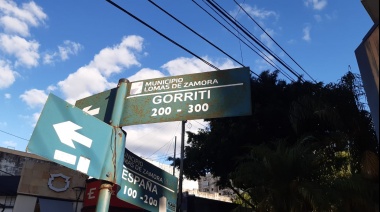 MUNICIPIO
LOMAS DE ZAMORA
GORRITI
200 - 300
ESPAÑA
100 - 200
E